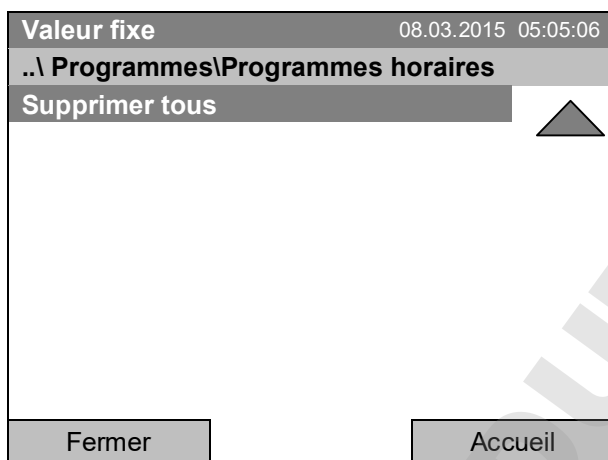 Valeur fixe 08.03.2015 05:05:06
..\ Programmes\Programmes horaires
Supprimer tous
Fermer Accueil